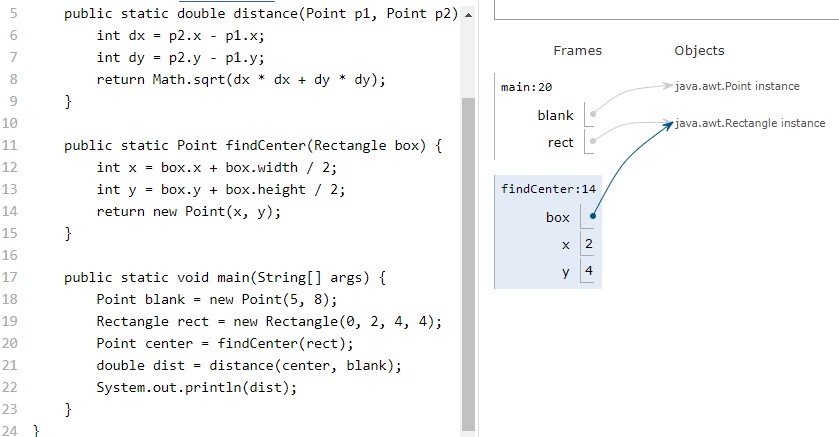 5 public static double distance(Point p1, Point p2)
6 int dx = p2.x - p1.x;
7 int dy = p2.y - p1.y;
8 return Math.sqrt(dx * dx + dy * dy);
9 }
10
11 public static Point findCenter(Rectangle box) {
12 int x = box.x + box.width / 2;
13 int y = box.y + box.height / 2;
14 return new Point(x, y);
15 }
16
17 public static void main(String[] args) {
18 Point blank = new Point(5, 8);
19 Rectangle rect = new Rectangle(0, 2, 4, 4);
20 Point center = findCenter(rect);
21 double dist = distance(center, blank);
22 System.out.println(dist);
23 }
24 }
Frames
Objects
main:20
blank
rect
java.awt.Point instance
java.awt.Rectangle instance
findCenter:14
box
x 2
y 4